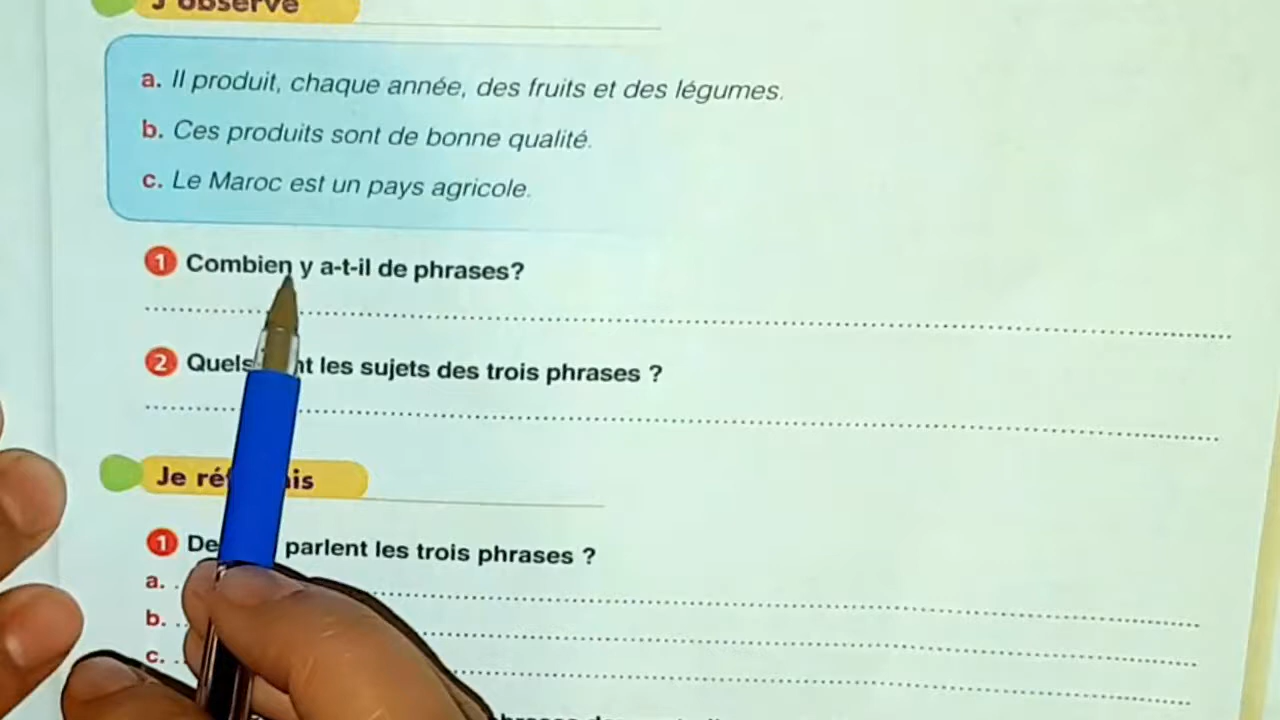 J'observe
a. Il produit, chaque année, des fruits et des légumes.
b. Ces produits sont de bonne qualité.
c. Le Maroc est un pays agricole.
1 Combien y a-t-il de phrases?
2 Quels les sujets des trois phrases ?
Je
1 parlent les trois phrases ?
a.
b.
c.